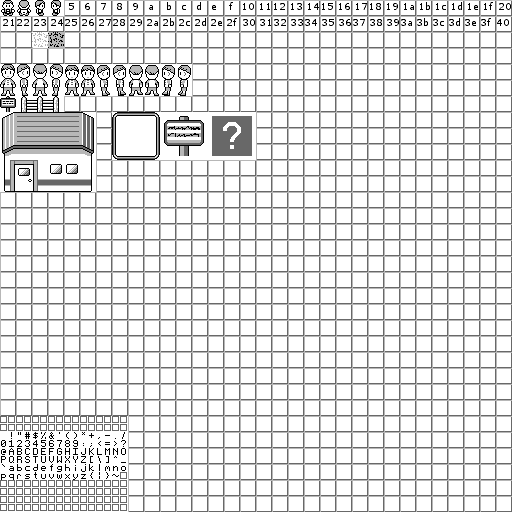 5 6 7 8 9 a b c d e f 10 11 12 13 14 15 16 17 18 19 1a 1b 1c 1d 1e 1f 20
21 22 23 24 25 26 27 28 29 2a 2b 2c 2d 2e 2f 30 31 32 33 34 35 36 37 38 39 3a 3b 3c 3d 3e 3f 40
?
!"#$%&'()*+,-./
0123456789:;<=>?
@ABCDEFGHIJKLMNO
PQRSTUVWXYZ[\]^_
`abcdefghijklmno
pqrstuvwxyz{|}~